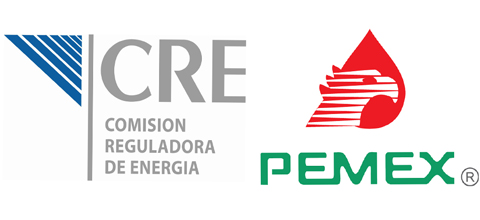 CRE
COMISION
REGULADORA
DE ENERGIA
PEMEX®